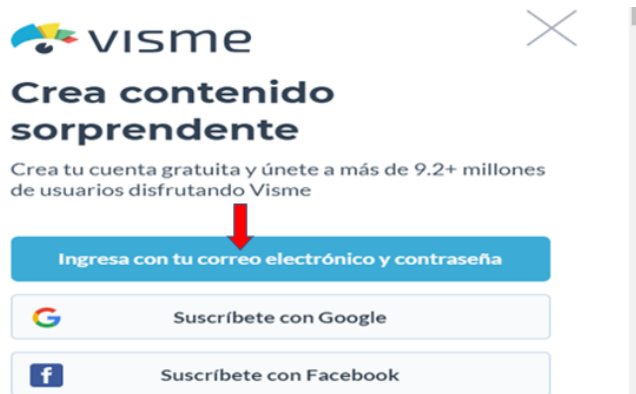 VISme
Crea contenido
sorprendente
Crea tu cuenta gratuita y únete a más de 9.2+ millones
de usuarios disfrutando Visme
Ingresa con tu correo electrónico y contraseña
Suscríbete con Google
Suscríbete con Facebook